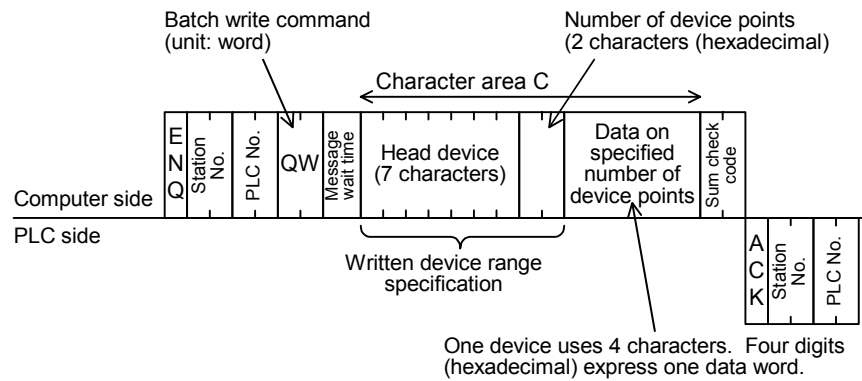 Batch write command
(unit: word)
Number of device points
(2 characters (hexadecimal)
Character area C
ENQ
Station No.
PLC No.
QW
Message wait time
Head device
(7 characters)
Data on
specified
number of
device points
Sum check code
Computer side
PLC side
Written device range
specification
ACK
Station No.
PLC No.
One device uses 4 characters.  Four digits
(hexadecimal) express one data word.